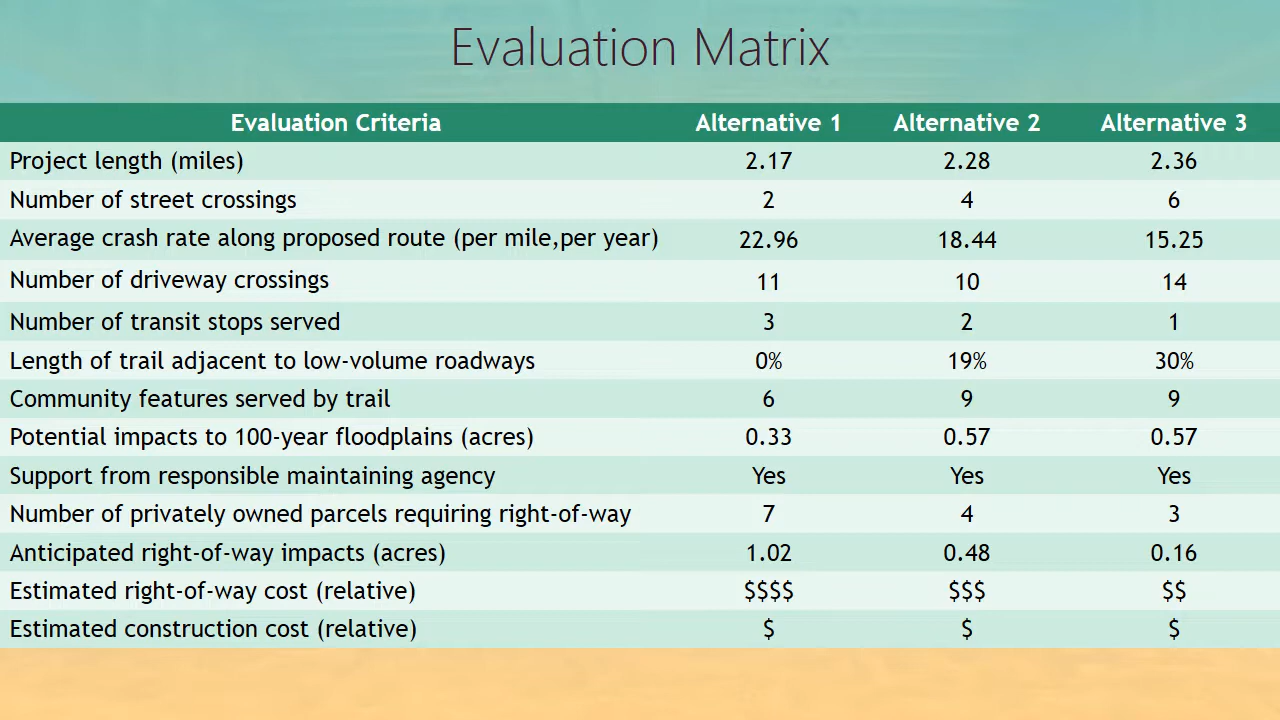 Evaluation Matrix
Evaluation Criteria Alternative 1 Alternative 2 Alternative 3
Project length (miles) 2.17 2.28 2.36
Number of street crossings 2 4 6
Average crash rate along proposed route (per mile,per year) 22.96 18.44 15.25
Number of driveway crossings 11 10 14
Number of transit stops served 3 2 1
Length of trail adjacent to low-volume roadways 0% 19% 30%
Community features served by trail 6 9 9
Potential impacts to 100-year floodplains (acres) 0.33 0.57 0.57
Support from responsible maintaining agency Yes Yes Yes
Number of privately owned parcels requiring right-of-way 7 4 3
Anticipated right-of-way impacts (acres) 1.02 0.48 0.16
Estimated right-of-way cost (relative) $$$$ $$$ $$
Estimated construction cost (relative) $ $ $